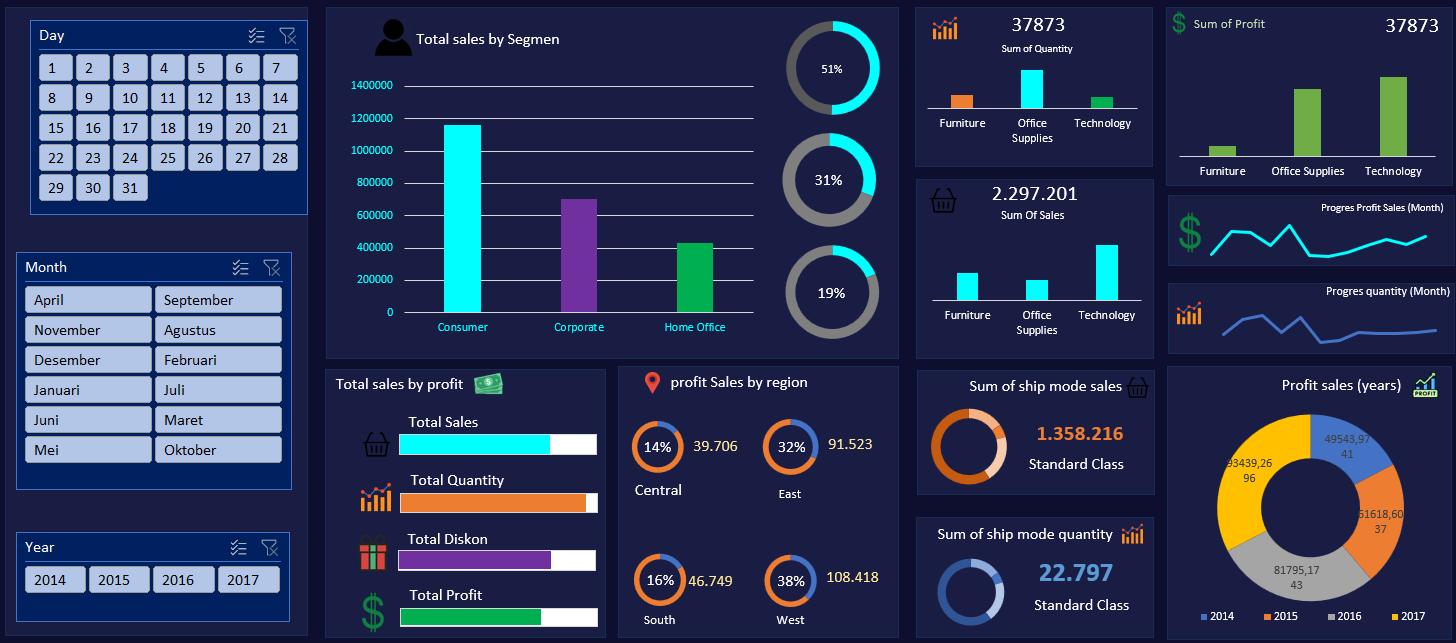 Day
1 2 3 4 5 6 7
8 9 10 11 12 13 14
15 16 17 18 19 20 21
22 23 24 25 26 27 28
29 30 31
Month
April September
November Agustus
Desember Februari
Januari Juli
Juni Maret
Mei Oktober
Year
2014 2015 2016 2017
Total sales by Segmen
1400000
1200000
1000000
800000
600000
400000
200000
0
Consumer Corporate Home Office
51%
31%
19%
37873
Sum of Quantity
Furniture Office Technology
Supplies
2.297.201
Sum Of Sales
Furniture Office Technology
Supplies
Sum of Profit 37873
Furniture Office Supplies Technology
Progres Profit Sales (Month)
Progres quantity (Month)
Total sales by profit
Total Sales
Total Quantity
Total Diskon
Total Profit
profit Sales by region
14% 39.706
Central
32% 91.523
East
16% 46.749
South
38% 108.418
West
Sum of ship mode sales
1.358.216
Standard Class
Sum of ship mode quantity
22.797
Standard Class
Profit sales (years)
PROFIT
49543,97
41
61618,60
37
81795,17
43
93439,26
96
2014 2015 2016 2017